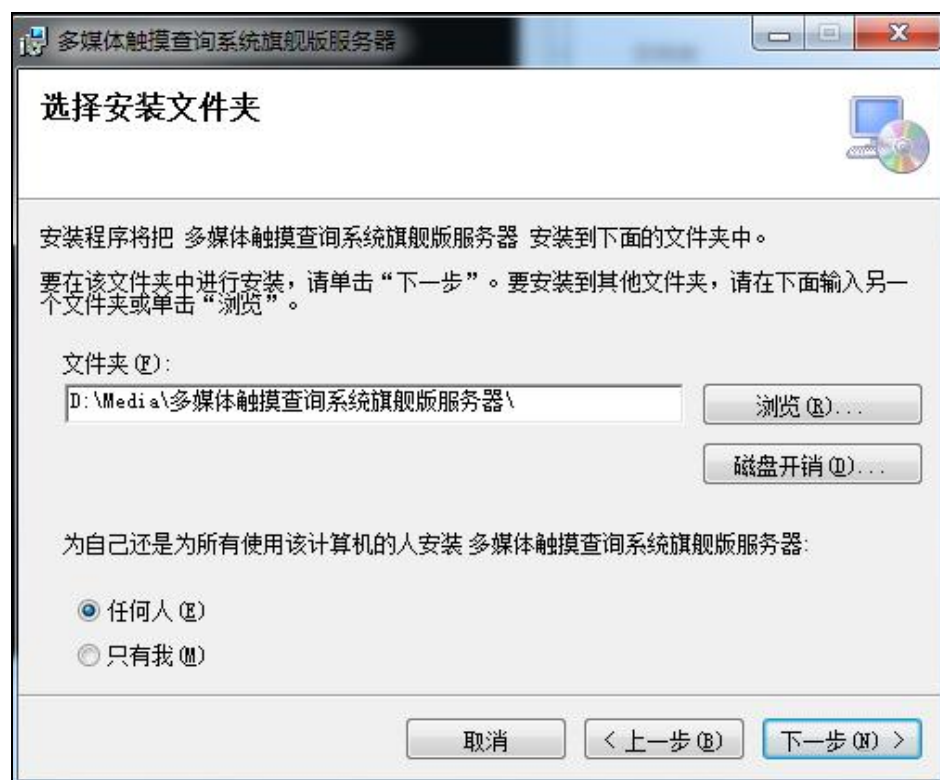 多媒体触摸查询系统旗舰版服务器
选择安装文件夹
安装程序将把 多媒体触摸查询系统旗舰版服务器 安装到下面的文件夹中。
要在该文件夹中进行安装，请单击“下一步”。要安装到其他文件夹，请在下面输入另一
个文件夹或单击“浏览”。
文件夹(F):
D:\Media\多媒体触摸查询系统旗舰版服务器\
浏览(R)...
磁盘开销(D)...
为自己还是为所有使用该计算机的人安装 多媒体触摸查询系统旗舰版服务器:
任何人(E)
只有我(M)
取消
< 上一步(B)
下一步(N) >